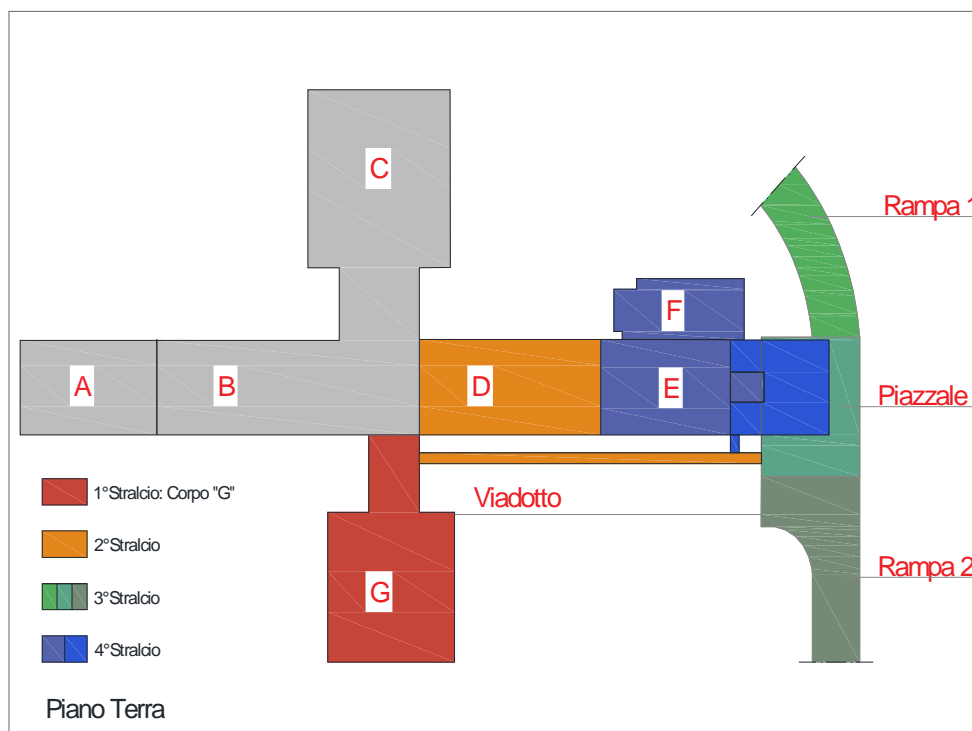 C
Rampa 1
F
A
B
D
E
Piazzale
1°Stralcio: Corpo "G"
Viadotto
2°Stralcio
Rampa 2
G
3°Stralcio
4°Stralcio
Piano Terra